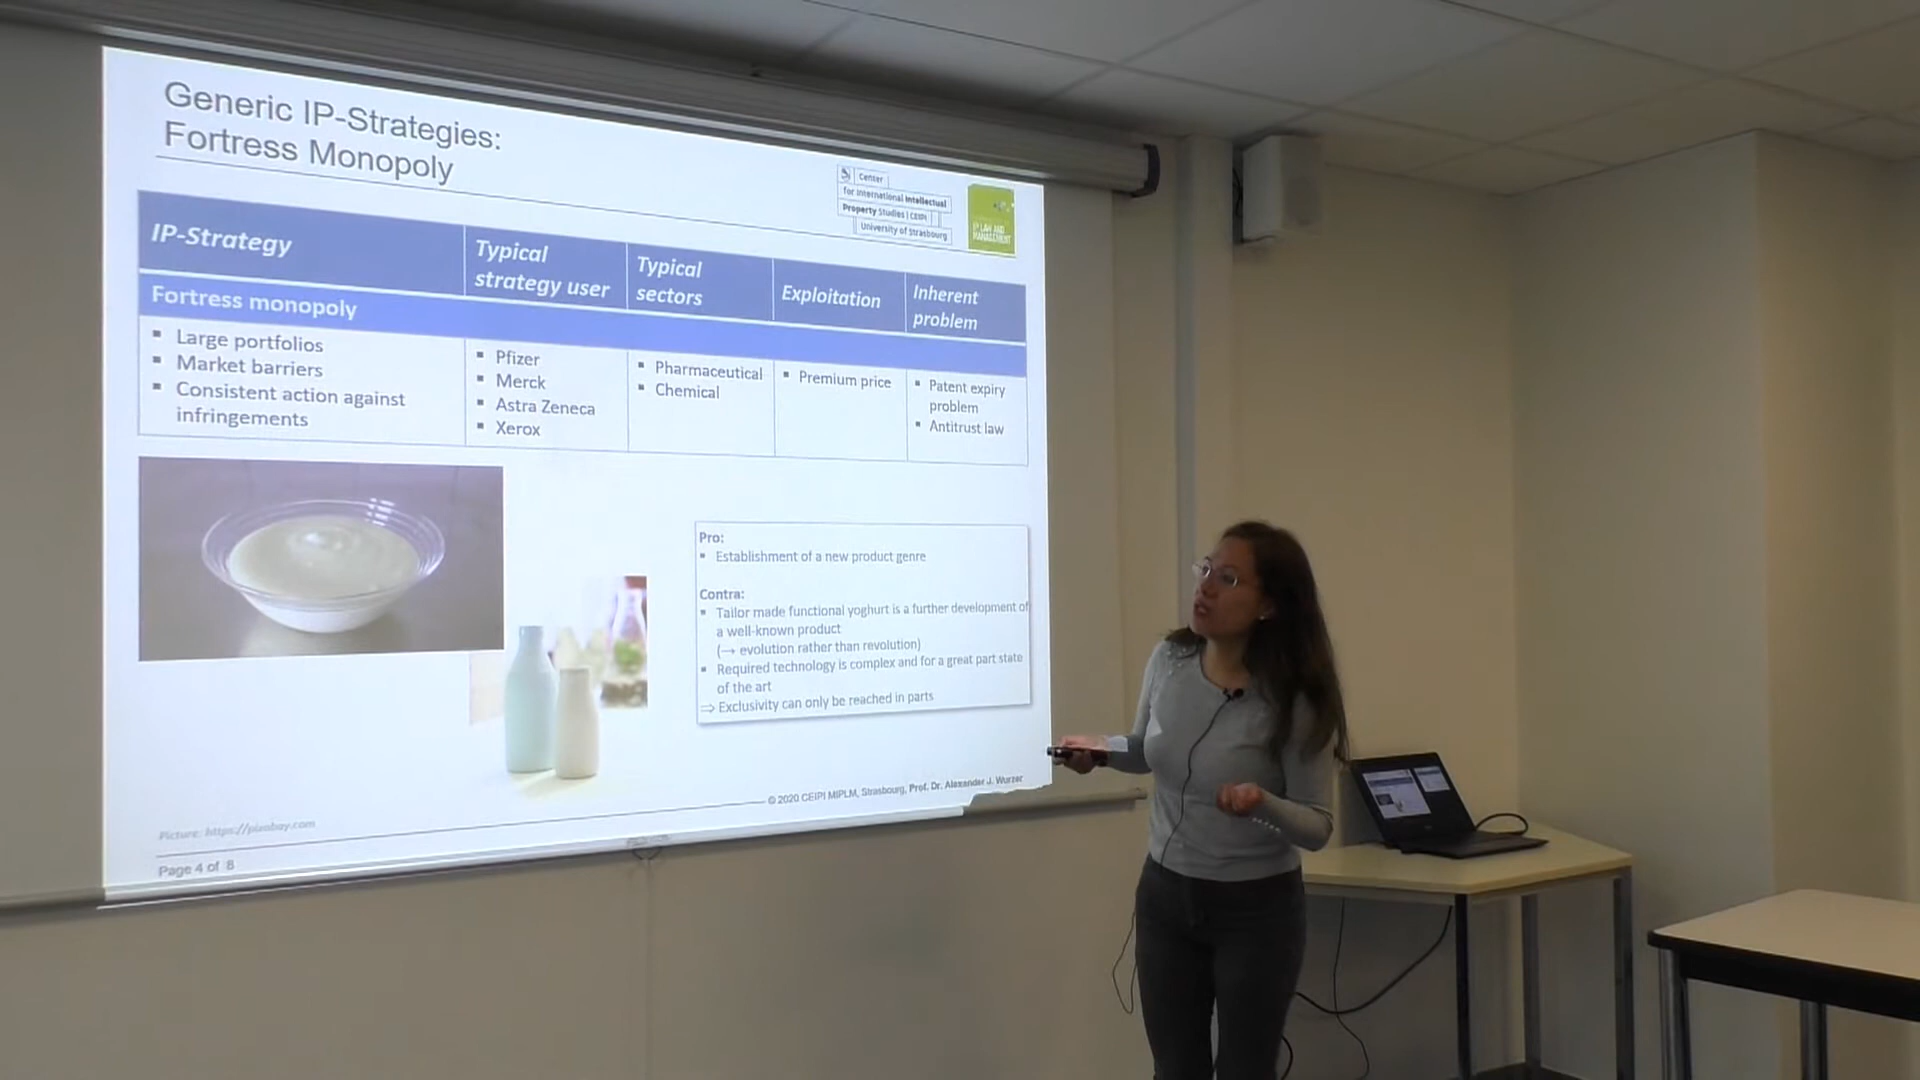 Generic IP-Strategies:
Fortress Monopoly
Center
for International Intellectual
Property Studies | CEIPI
University of Strasbourg
IP LAW AND
MANAGEMENT
IP-Strategy
Typical
strategy user
Typical
sectors
Exploitation
Inherent
problem
Fortress monopoly
▪ Large portfolios
▪ Market barriers
▪ Consistent action against
infringements
▪ Pfizer
▪ Merck
▪ Astra Zeneca
▪ Xerox
▪ Pharmaceutical
▪ Chemical
▪ Premium price
▪ Patent expiry
problem
▪ Antitrust law
Pro:
▪ Establishment of a new product genre
Contra:
▪ Tailor made functional yoghurt is a further development of
a well-known product
(→ evolution rather than revolution)
▪ Required technology is complex and for a great part state
of the art
⇒ Exclusivity can only be reached in parts
© 2020 CEIPI MIPLM, Strasbourg, Prof. Dr. Alexander J. Wurzer
Picture: https://pixabay.com
Page 4 of 8